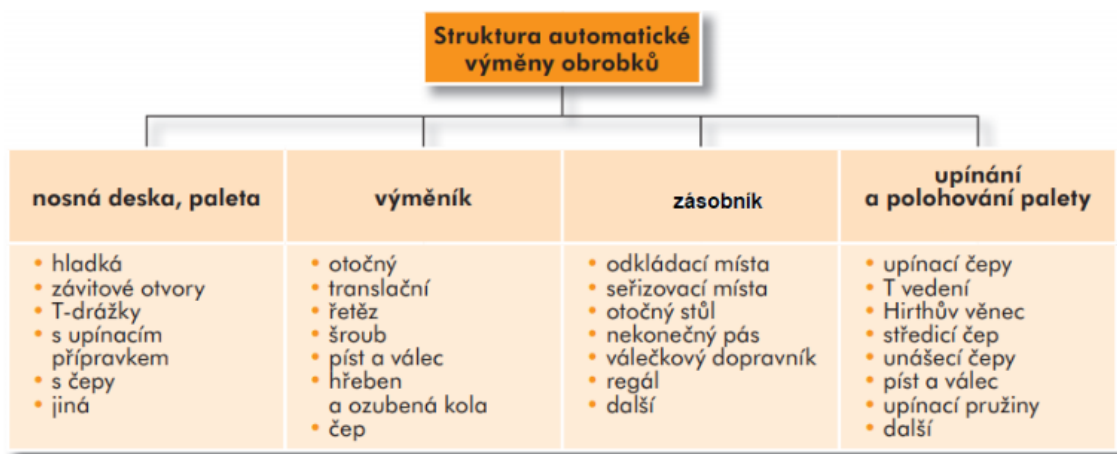 Struktura automatické
výměny obrobků
nosná deska, paleta
• hladká
• závitové otvory
• T-drážky
• s upínacím
přípravkem
• s čepy
• jiná
výměník
• otočný
• translační
• řetěz
• šroub
• píst a válec
• hřeben
a ozubená kola
• čep
zásobník
• odkládací místa
• seřizovací místa
• otočný stůl
• nekonečný pás
• válečkový dopravník
• regál
• další
upínání
a polohování palety
• upínací čepy
• T vedení
• Hirthův věnec
• středicí čep
• unášecí čepy
• píst a válec
• upínací pružiny
• další